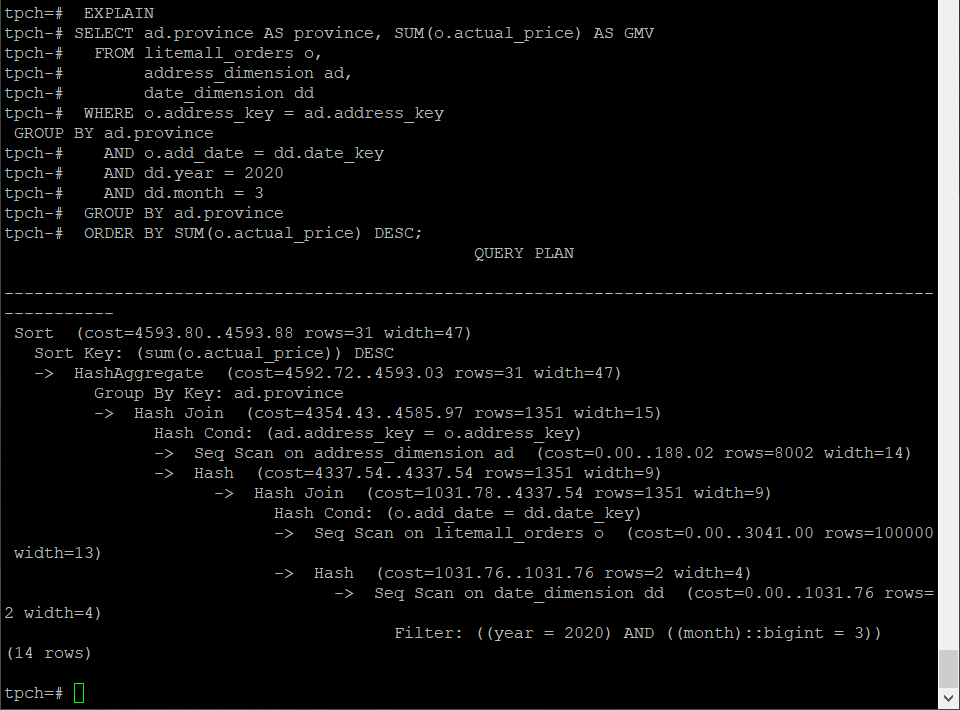 tpch=#  EXPLAIN
tpch-# SELECT ad.province AS province, SUM(o.actual_price) AS GMV
tpch-#   FROM litemall_orders o,
tpch-#        address_dimension ad,
tpch-#        date_dimension dd
tpch-#  WHERE o.address_key = ad.address_key
 GROUP BY ad.province
tpch-#    AND o.add_date = dd.date_key
tpch-#    AND dd.year = 2020
tpch-#    AND dd.month = 3
tpch-#  GROUP BY ad.province
tpch-#  ORDER BY SUM(o.actual_price) DESC;
                                               QUERY PLAN

---------------------------------------------------------------------------------------------
-----------
 Sort  (cost=4593.80..4593.88 rows=31 width=47)
   Sort Key: (sum(o.actual_price)) DESC
   ->  HashAggregate  (cost=4592.72..4593.03 rows=31 width=47)
         Group By Key: ad.province
         ->  Hash Join  (cost=4354.43..4585.97 rows=1351 width=15)
               Hash Cond: (ad.address_key = o.address_key)
               ->  Seq Scan on address_dimension ad  (cost=0.00..188.02 rows=8002 width=14)
               ->  Hash  (cost=4337.54..4337.54 rows=1351 width=9)
                     ->  Hash Join  (cost=1031.78..4337.54 rows=1351 width=9)
                           Hash Cond: (o.add_date = dd.date_key)
                           ->  Seq Scan on litemall_orders o  (cost=0.00..3041.00 rows=100000
 width=13)
                           ->  Hash  (cost=1031.76..1031.76 rows=2 width=4)
                                 ->  Seq Scan on date_dimension dd  (cost=0.00..1031.76 rows=
2 width=4)
                                       Filter: ((year = 2020) AND ((month)::bigint = 3))
(14 rows)

tpch=#